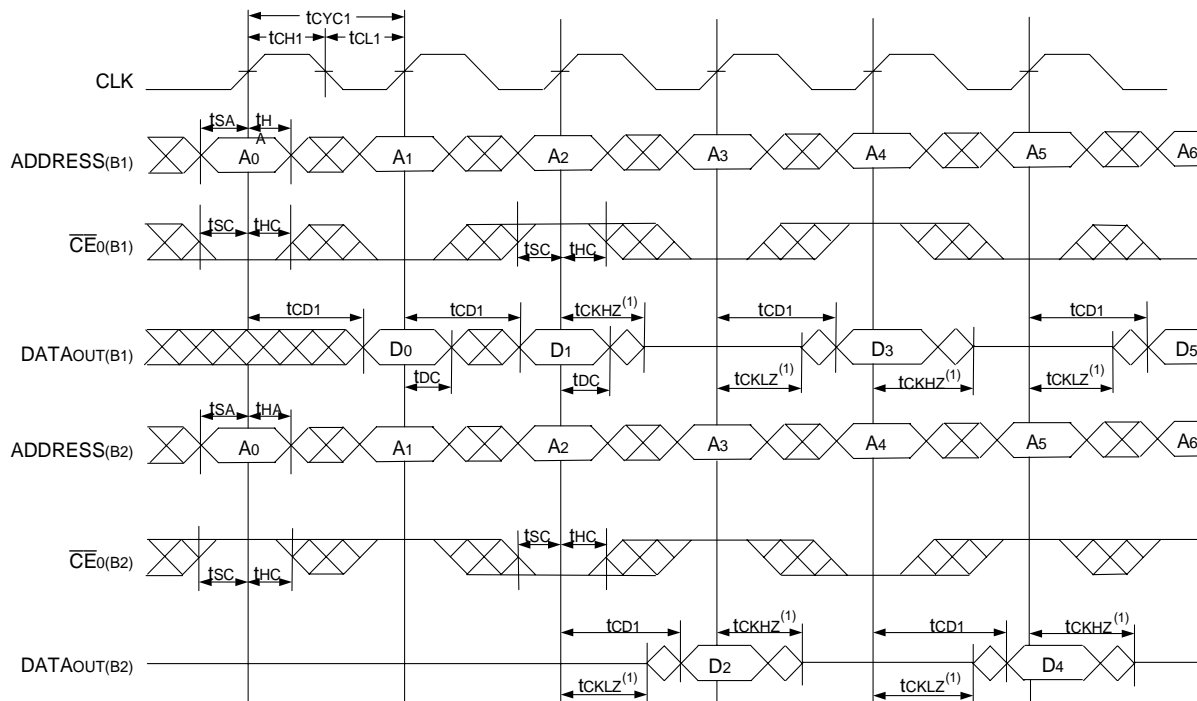 tCYC1
tCH1 tCL1
CLK
tSA tHA
ADDRESS(B1) A0 A1 A2 A3 A4 A5 A6
tSC tHC
CE0(B1) tSC tHC
tCD1 tCD1 tCKHZ(1) tCD1 tCD1
DATAOUT(B1) D0 D1 D3 D5
tDC tDC tCKLZ(1) tCKHZ(1) tCKLZ(1)
tSA tHA
ADDRESS(B2) A0 A1 A2 A3 A4 A5 A6
tSC tHC
CE0(B2)
tSC tHC
tCD1 tCKHZ(1) tCD1 tCKHZ(1)
DATAOUT(B2) D2 D4
tCKLZ(1) tCKLZ(1)